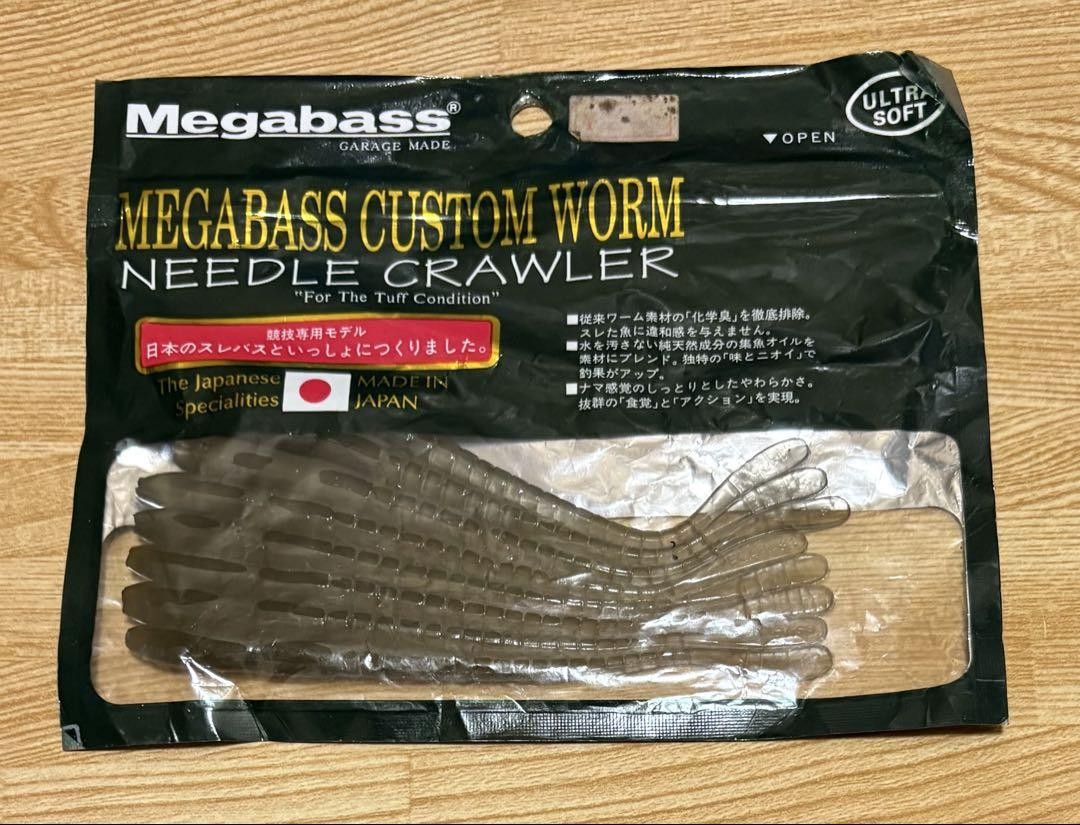 Megabass®
GARAGE MADE
▼OPEN
ULTRA
SOFT
MEGABASS CUSTOM WORM
NEEDLE CRAWLER
"For The Tuff Condition"
競技専用モデル
日本のスレバスといっしょにつくりました。
The Japanese
Specialities
MADE IN
JAPAN
■従来ワーム素材の「化学臭」を徹底排除。
スレた魚に違和感を与えません。
■水を汚さない純天然成分の集魚オイルを
素材にブレンド。独特の「味とニオイ」で
釣果がアップ。
■ナマ感覚のしっとりとしたやわらかさ。
抜群の「食覚」と「アクション」を実現。